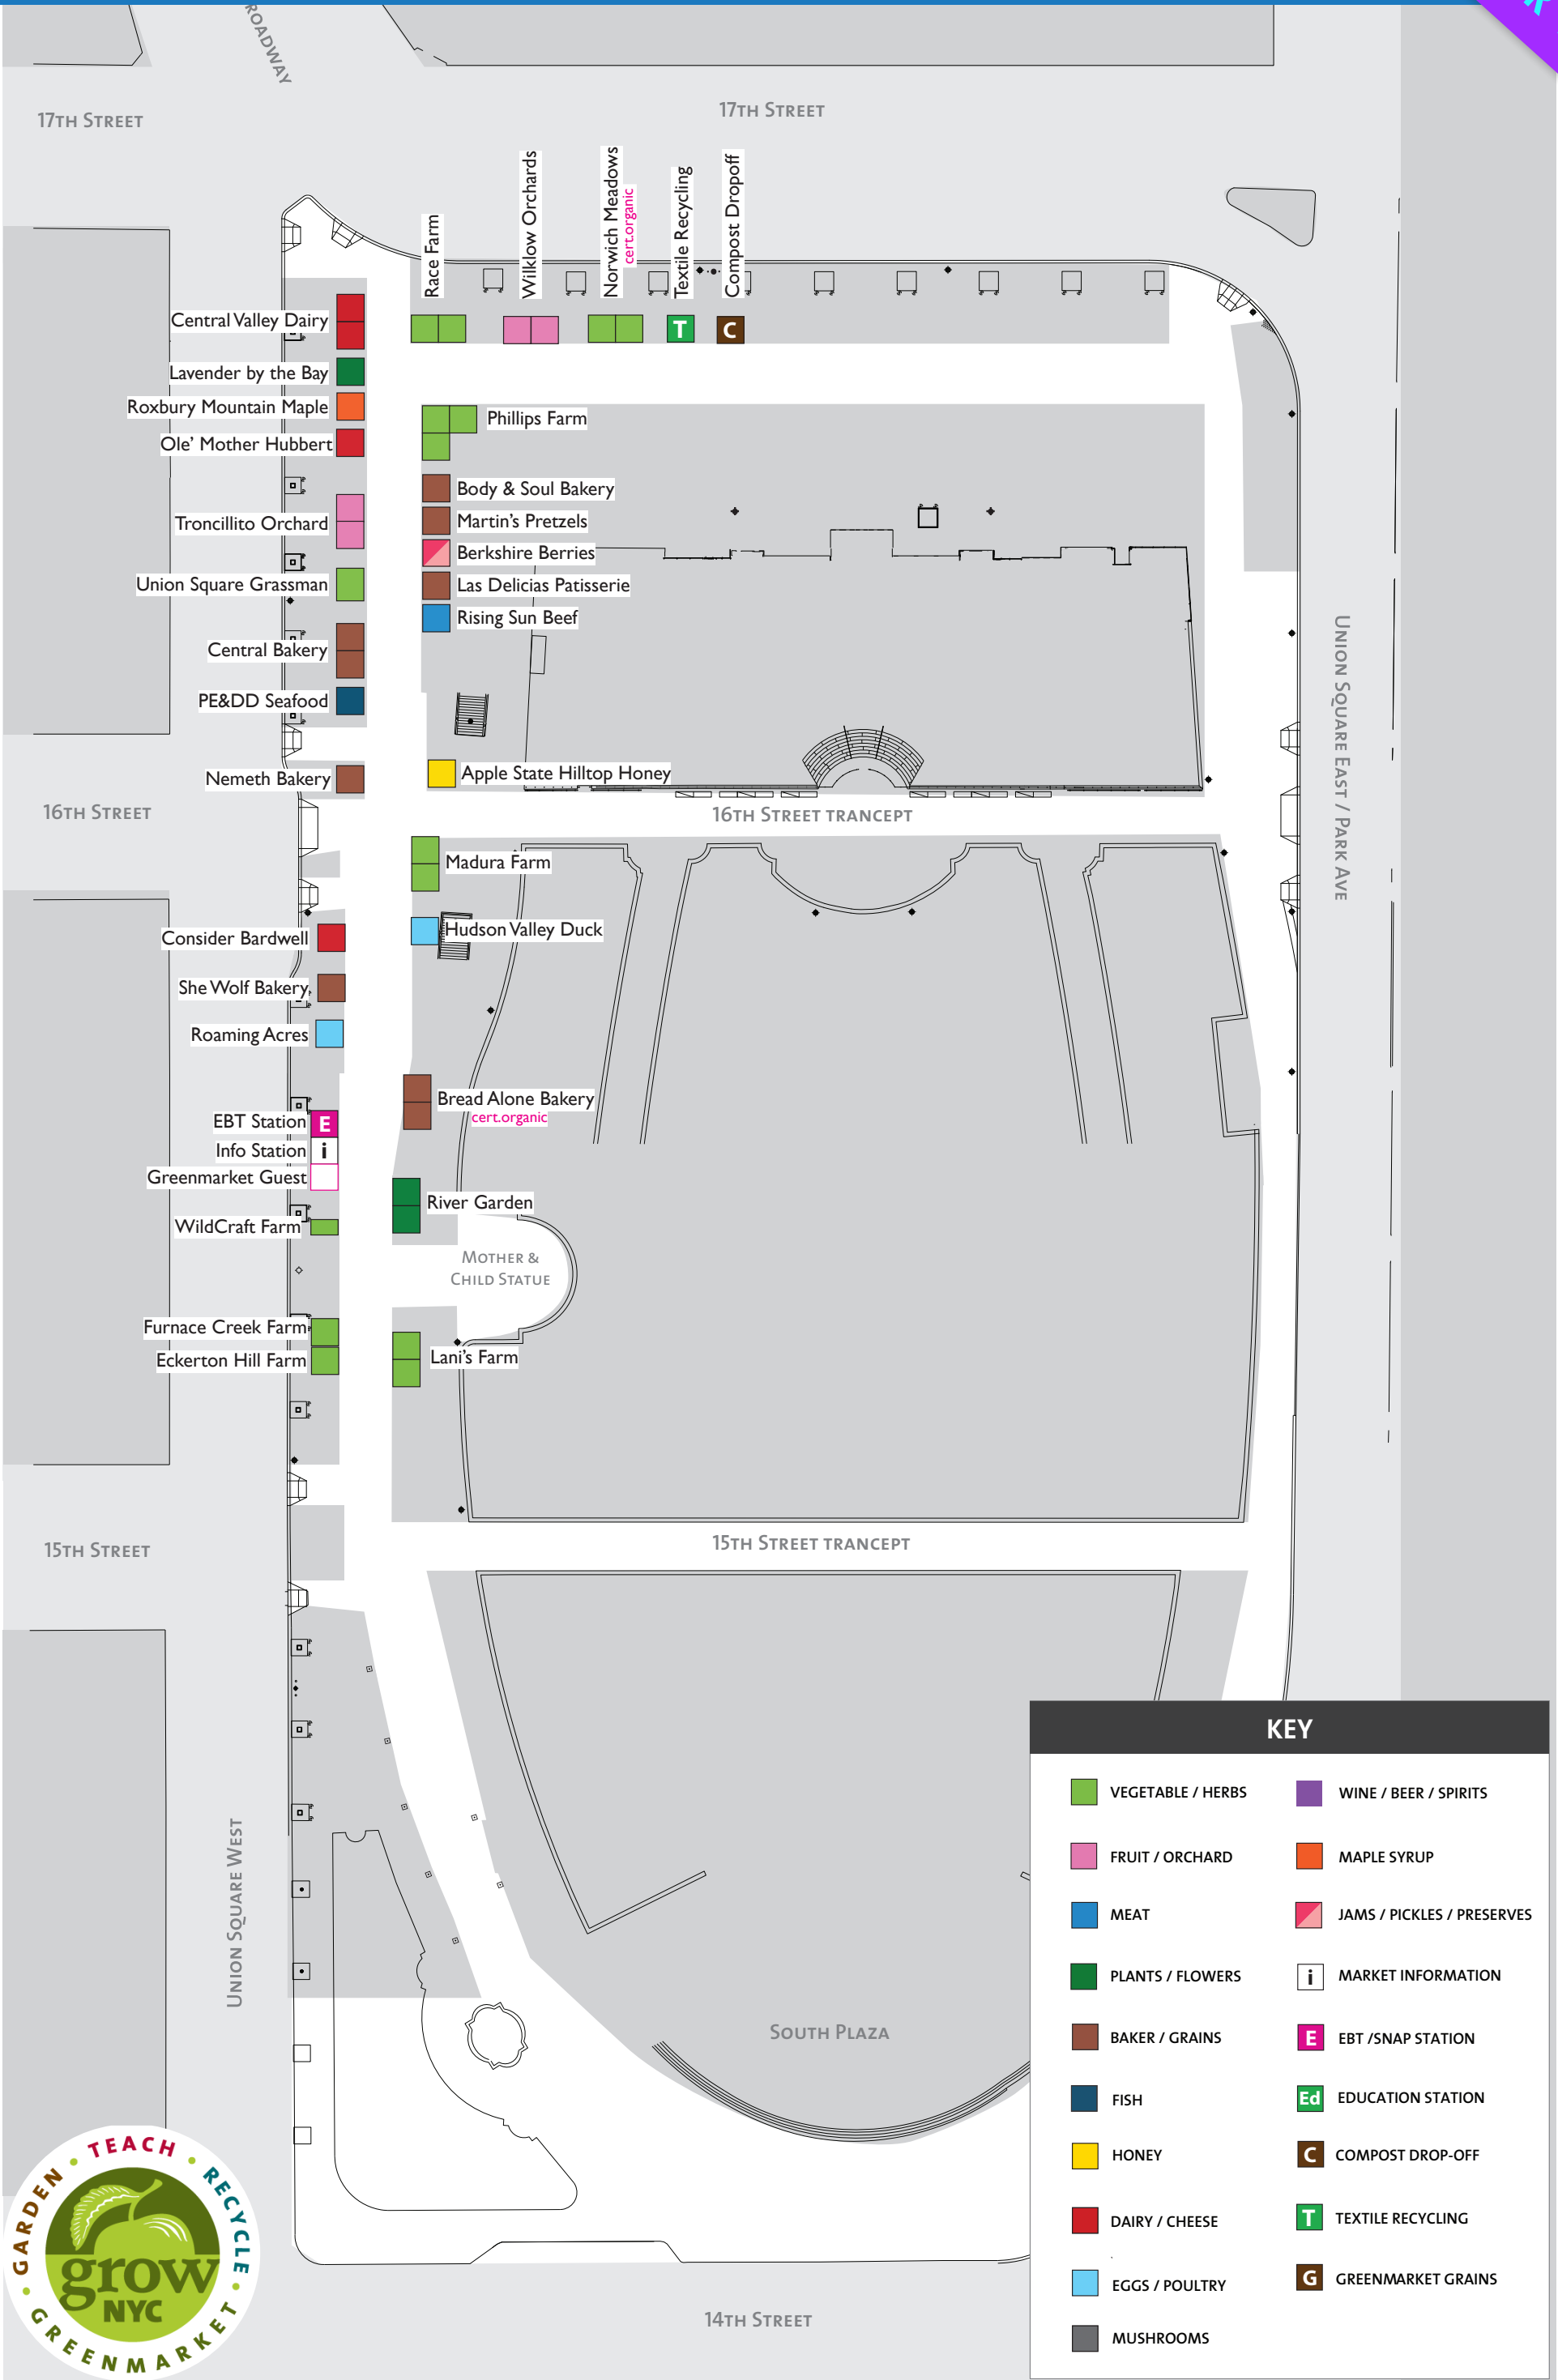 ROADWAY
17TH STREET
17TH STREET
Race Farm
Wilklow Orchards
Norwich Meadows
cert.organic
Textile Recycling
Compost Dropoff
T
C
Central Valley Dairy
Lavender by the Bay
Roxbury Mountain Maple
Ole' Mother Hubbert
Troncillito Orchard
Union Square Grassman
Central Bakery
PE&DD Seafood
Nemeth Bakery
Phillips Farm
Body & Soul Bakery
Martin's Pretzels
Berkshire Berries
Las Delicias Patisserie
Rising Sun Beef
Apple State Hilltop Honey
UNION SQUARE EAST / PARK AVE
16TH STREET
16TH STREET TRANCEPT
Madura Farm
Hudson Valley Duck
Consider Bardwell
She Wolf Bakery
Roaming Acres
Bread Alone Bakery
cert.organic
EBT Station E
Info Station i
Greenmarket Guest
WildCraft Farm
River Garden
MOTHER &
CHILD STATUE
Furnace Creek Farm
Eckerton Hill Farm
Lani's Farm
15TH STREET
15TH STREET TRANCEPT
UNION SQUARE WEST
SOUTH PLAZA
14TH STREET
KEY
VEGETABLE / HERBS
FRUIT / ORCHARD
MEAT
PLANTS / FLOWERS
BAKER / GRAINS
FISH
HONEY
DAIRY / CHEESE
EGGS / POULTRY
MUSHROOMS
WINE / BEER / SPIRITS
MAPLE SYRUP
JAMS / PICKLES / PRESERVES
i MARKET INFORMATION
E EBT /SNAP STATION
Ed EDUCATION STATION
C COMPOST DROP-OFF
T TEXTILE RECYCLING
G GREENMARKET GRAINS
GARDEN • TEACH • RECYCLE • GREENMARKET •
grow
NYC